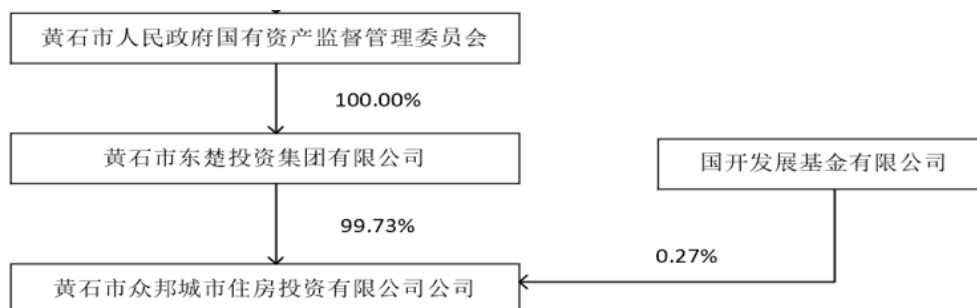 黄石市人民政府国有资产监督管理委员会
100.00%
黄石市东楚投资集团有限公司
国开发展基金有限公司
99.73%
0.27%
黄石市众邦城市住房投资有限公司公司